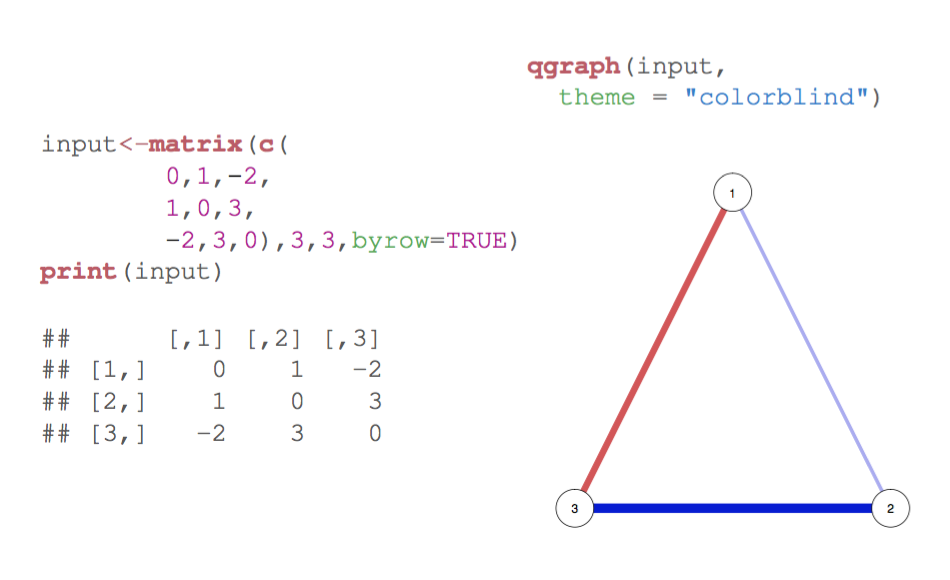 qgraph(input,
  theme = "colorblind")
input<-matrix(c(
        0,1,-2,
        1,0,3,
        -2,3,0),3,3,byrow=TRUE)
print(input)
##      [,1] [,2] [,3]
## [1,]    0    1   -2
## [2,]    1    0    3
## [3,]   -2    3    0
1
3
2